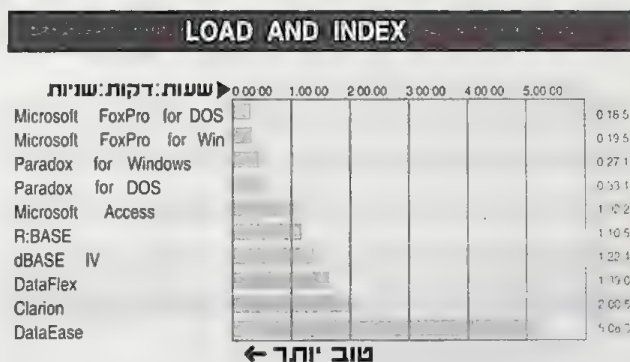 LOAD AND INDEX
שעות:דקות:שניות
0 00 00 1.00 00 2 00 00 3 00 00 4 00 00 5.00 00
Microsoft FoxPro for DOS
Microsoft FoxPro for Win
Paradox for Windows
Paradox for DOS
Microsoft Access
R:BASE
dBASE IV
DataFlex
Clarion
DataEase
טוב יותר